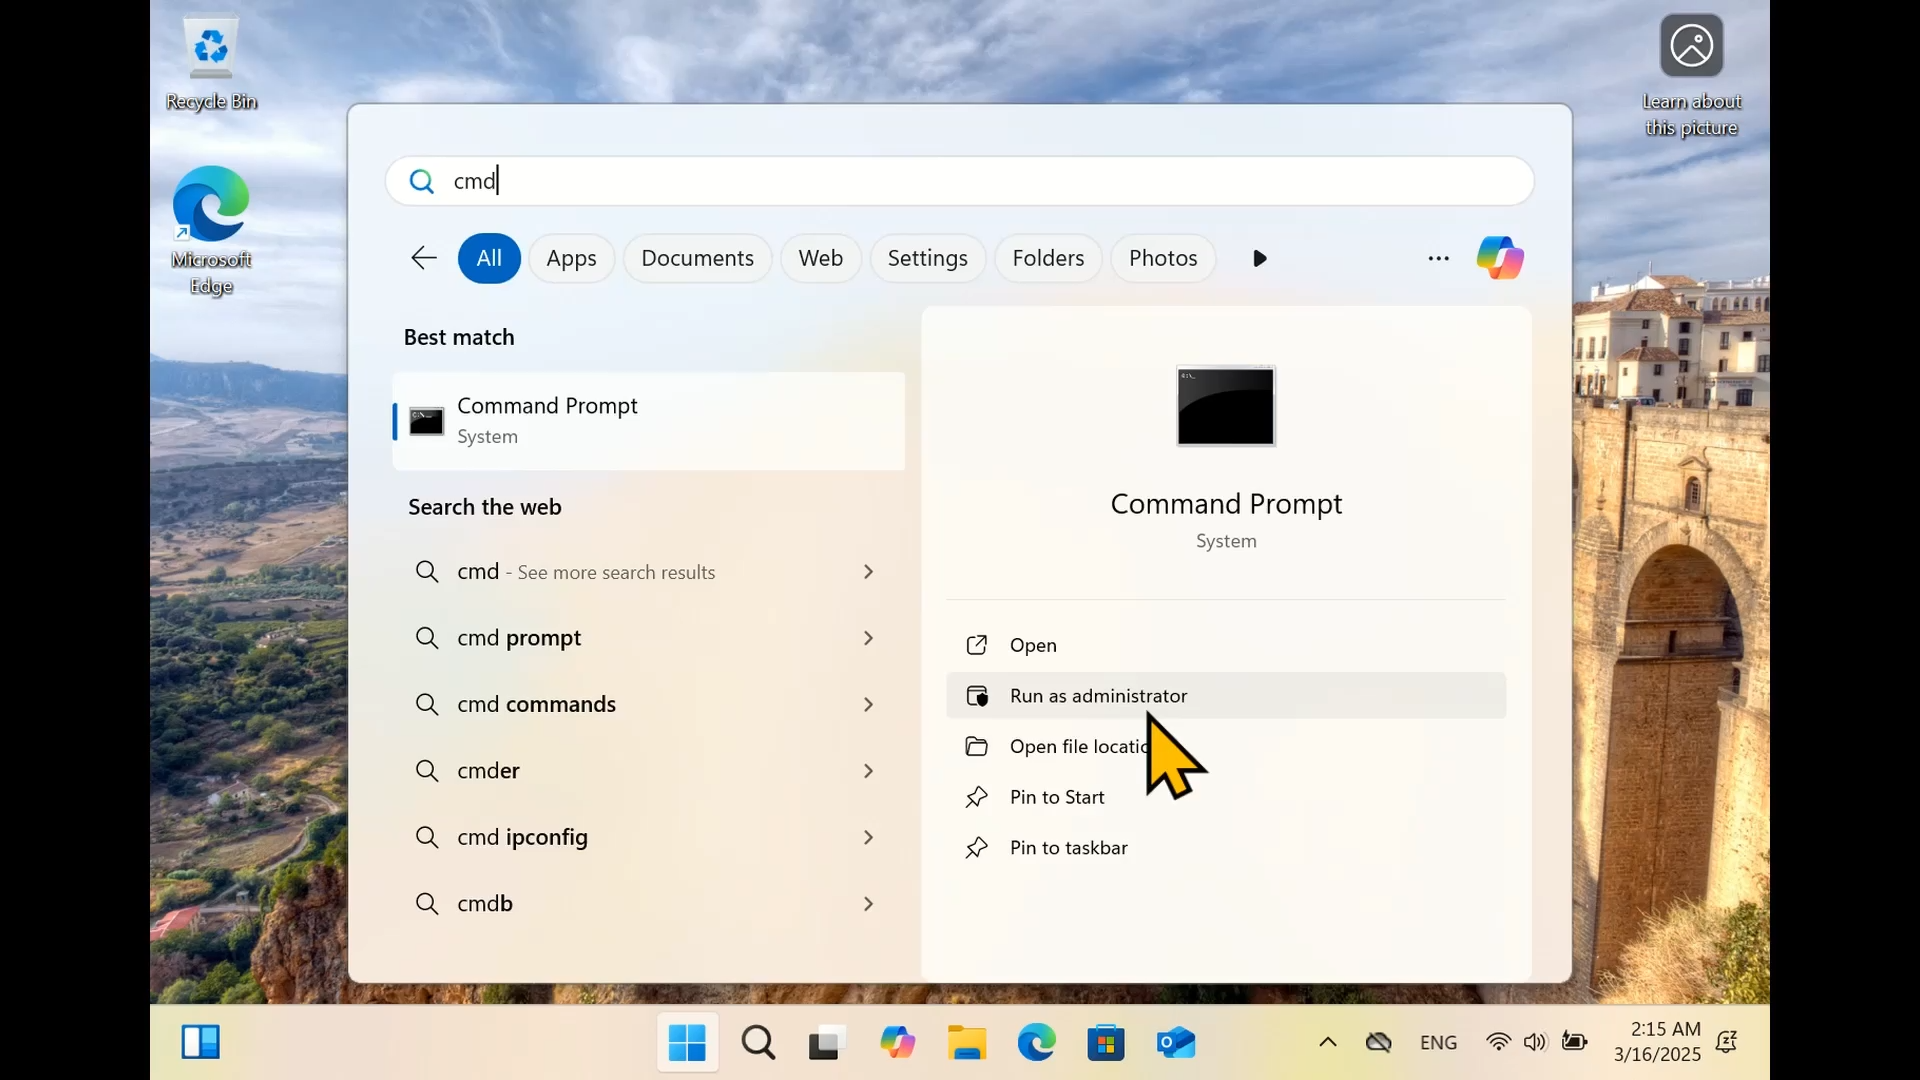 Recycle Bin
Microsoft
Edge
Learn about
this picture
cmd
All
Apps
Documents
Web
Settings
Folders
Photos
Best match
Command Prompt
System
Search the web
cmd - See more search results
cmd prompt
cmd commands
cmder
cmd ipconfig
cmdb
Command Prompt
System
Open
Run as administrator
Open file locatio
Pin to Start
Pin to taskbar
ENG
2:15 AM
3/16/2025